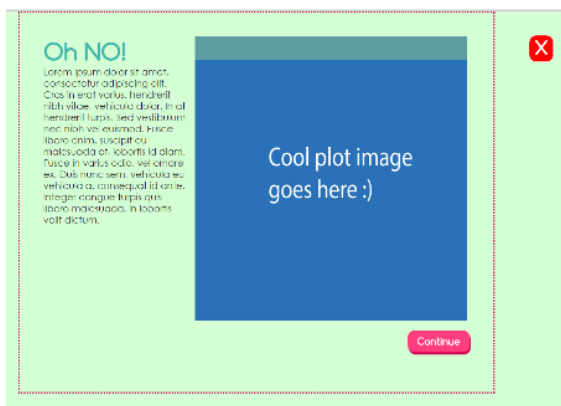 Oh NO!
Lorem ipsum dolor sit amet,
consectetur adipiscing elit.
Cras in erat varius, hendrerit
nibh vitae, vehicula dolor. In at
hendrerit turpis. Sed vestibulum
nec nibh vel euismod. Fusce
libero enim, suscipit eu
malesuada at, lobortis id diam.
Fusce in varius odio, vel ornare
ex. Duis nunc sem, vehicula eu
vehicula a, consequat id ante.
Integer congue turpis quis
libero malesuada, in lobortis
velit dictum.
Cool plot image
goes here :)
Continue
X